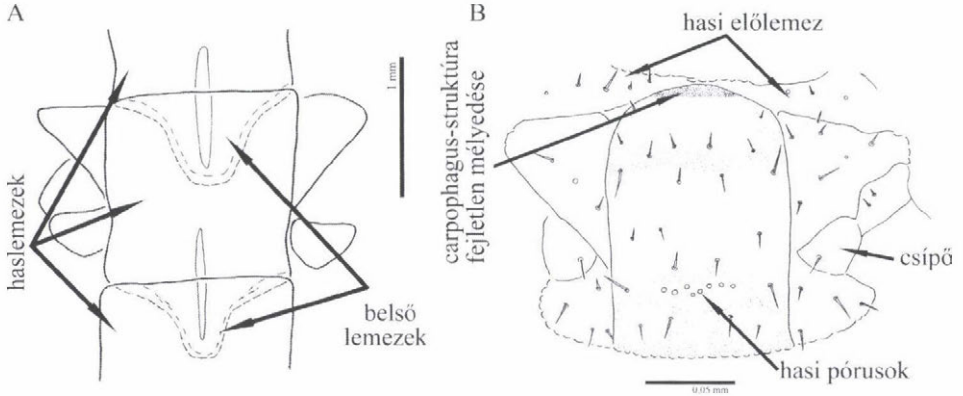 A
haslemezek
1 mm
belső
lemezek
B
hasi előlemez
carpophagus-struktúra
fejletlen mélyedése
csípő
hasi pórusok
0,05 mm